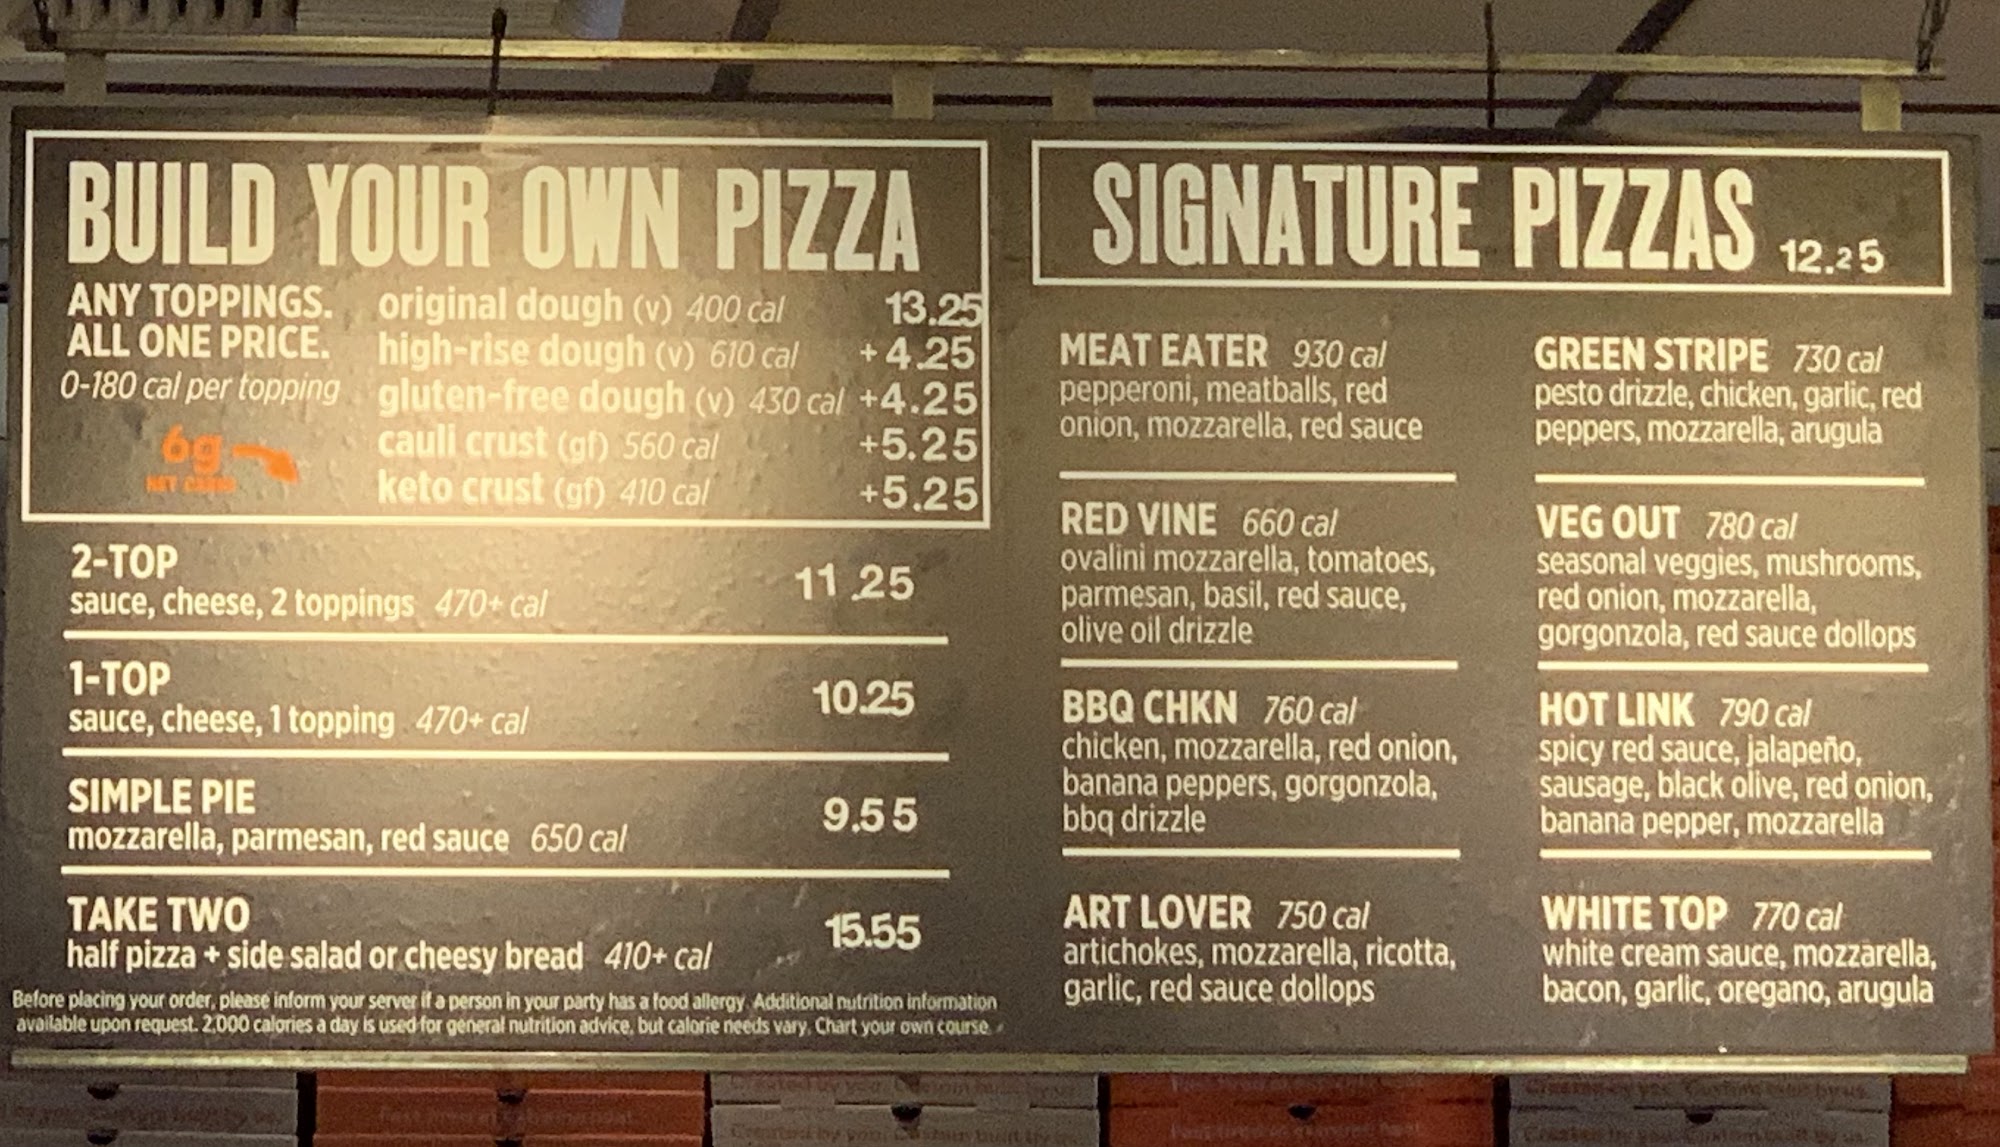 BUILD YOUR OWN PIZZA
ANY TOPPINGS.
ALL ONE PRICE.
0-180 cal per topping
6g
NET CARBS
original dough (v) 400 cal 13.25
high-rise dough (v) 610 cal +4.25
gluten-free dough (v) 430 cal +4.25
cauli crust (gf) 560 cal +5.25
keto crust (gf) 410 cal +5.25
2-TOP
sauce, cheese, 2 toppings 470+ cal 11.25
1-TOP
sauce, cheese, 1 topping 470+ cal 10.25
SIMPLE PIE
mozzarella, parmesan, red sauce 650 cal 9.55
TAKE TWO
half pizza + side salad or cheesy bread 410+ cal 15.55
Before placing your order, please inform your server if a person in your party has a food allergy. Additional nutrition information
available upon request. 2,000 calories a day is used for general nutrition advice, but calorie needs vary. Chart your own course.
SIGNATURE PIZZAS 12.25
MEAT EATER 930 cal
pepperoni, meatballs, red
onion, mozzarella, red sauce
RED VINE 660 cal
ovalini mozzarella, tomatoes,
parmesan, basil, red sauce,
olive oil drizzle
BBQ CHKN 760 cal
chicken, mozzarella, red onion,
banana peppers, gorgonzola,
bbq drizzle
ART LOVER 750 cal
artichokes, mozzarella, ricotta,
garlic, red sauce dollops
GREEN STRIPE 730 cal
pesto drizzle, chicken, garlic, red
peppers, mozzarella, arugula
VEG OUT 780 cal
seasonal veggies, mushrooms,
red onion, mozzarella,
gorgonzola, red sauce dollops
HOT LINK 790 cal
spicy red sauce, jalapeño,
sausage, black olive, red onion,
banana pepper, mozzarella
WHITE TOP 770 cal
white cream sauce, mozzarella,
bacon, garlic, oregano, arugula